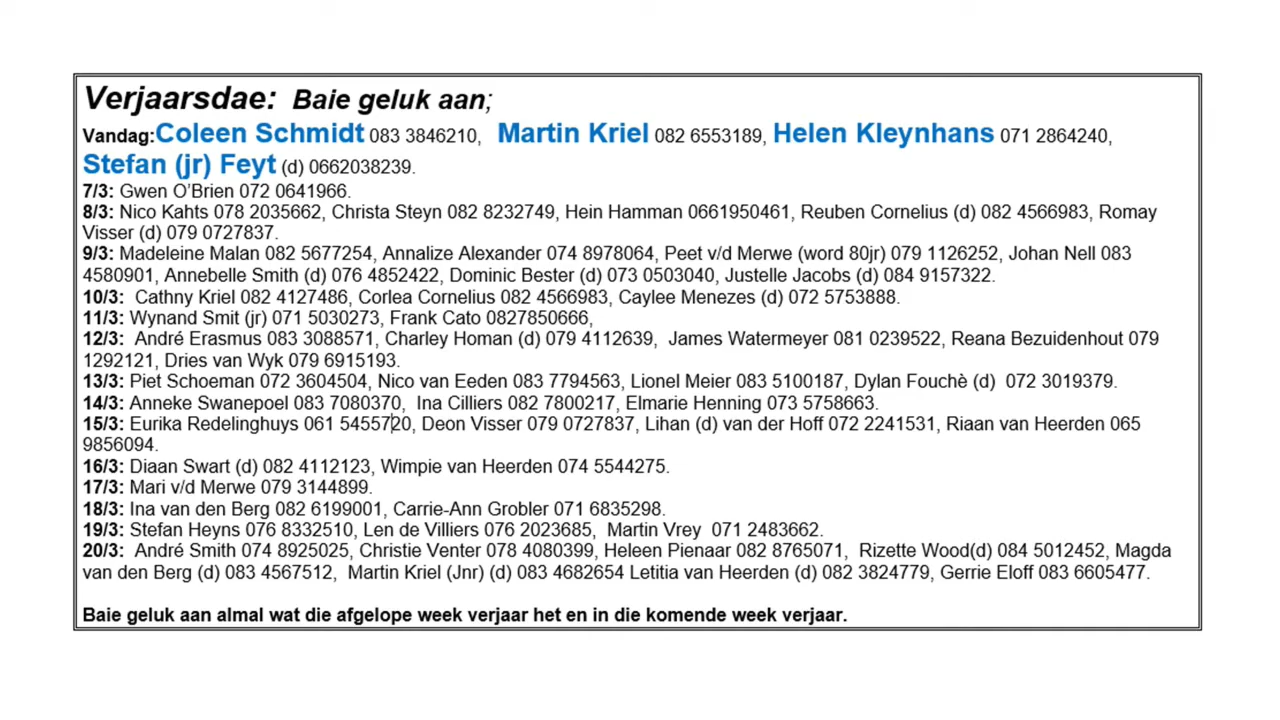 Verjaarsdae: Baie geluk aan;
Vandag:Coleen Schmidt 083 3846210, Martin Kriel 082 6553189, Helen Kleynhans 071 2864240,
Stefan (jr) Feyt (d) 0662038239.
7/3: Gwen O'Brien 072 0641966.
8/3: Nico Kahts 078 2035662, Christa Steyn 082 8232749, Hein Hamman 0661950461, Reuben Cornelius (d) 082 4566983, Romay
Visser (d) 079 0727837.
9/3: Madeleine Malan 082 5677254, Annalize Alexander 074 8978064, Peet v/d Merwe (word 80jr) 079 1126252, Johan Nell 083
4580901, Annebelle Smith (d) 076 4852422, Dominic Bester (d) 073 0503040, Justelle Jacobs (d) 084 9157322.
10/3: Cathny Kriel 082 4127486, Corlea Cornelius 082 4566983, Caylee Menezes (d) 072 5753888.
11/3: Wynand Smit (jr) 071 5030273, Frank Cato 0827850666,
12/3: André Erasmus 083 3088571, Charley Homan (d) 079 4112639, James Watermeyer 081 0239522, Reana Bezuidenhout 079
1292121, Dries van Wyk 079 6915193.
13/3: Piet Schoeman 072 3604504, Nico van Eeden 083 7794563, Lionel Meier 083 5100187, Dylan Fouchè (d) 072 3019379.
14/3: Anneke Swanepoel 083 7080370, Ina Cilliers 082 7800217, Elmarie Henning 073 5758663.
15/3: Eurika Redelinghuys 061 5455720, Deon Visser 079 0727837, Lihan (d) van der Hoff 072 2241531, Riaan van Heerden 065
9856094.
16/3: Diaan Swart (d) 082 4112123, Wimpie van Heerden 074 5544275.
17/3: Mari v/d Merwe 079 3144899.
18/3: Ina van den Berg 082 6199001, Carrie-Ann Grobler 071 6835298.
19/3: Stefan Heyns 076 8332510, Len de Villiers 076 2023685, Martin Vrey 071 2483662.
20/3: André Smith 074 8925025, Christie Venter 078 4080399, Heleen Pienaar 082 8765071, Rizette Wood(d) 084 5012452, Magda
van den Berg (d) 083 4567512, Martin Kriel (Jnr) (d) 083 4682654 Letitia van Heerden (d) 082 3824779, Gerrie Eloff 083 6605477.
Baie geluk aan almal wat die afgelope week verjaar het en in die komende week verjaar.